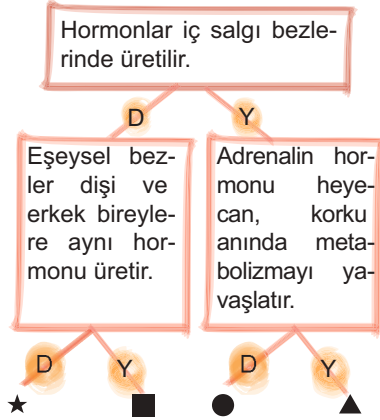 Hormonlar iç salgı bezle-
rinde üretilir.
D
Y
Eşeysel bez-
ler dişi ve
erkek bireyle-
re aynı hor-
monu üretir.
Adrenalin hor-
monu heye-
can, korku
anında meta-
bolizmayı ya-
vaşlatır.
D
Y
D
Y